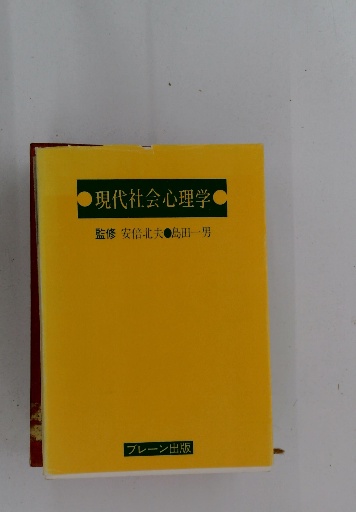 ●現代社会心理学●
監修 安倍北夫●島田一男
ブレーン出版